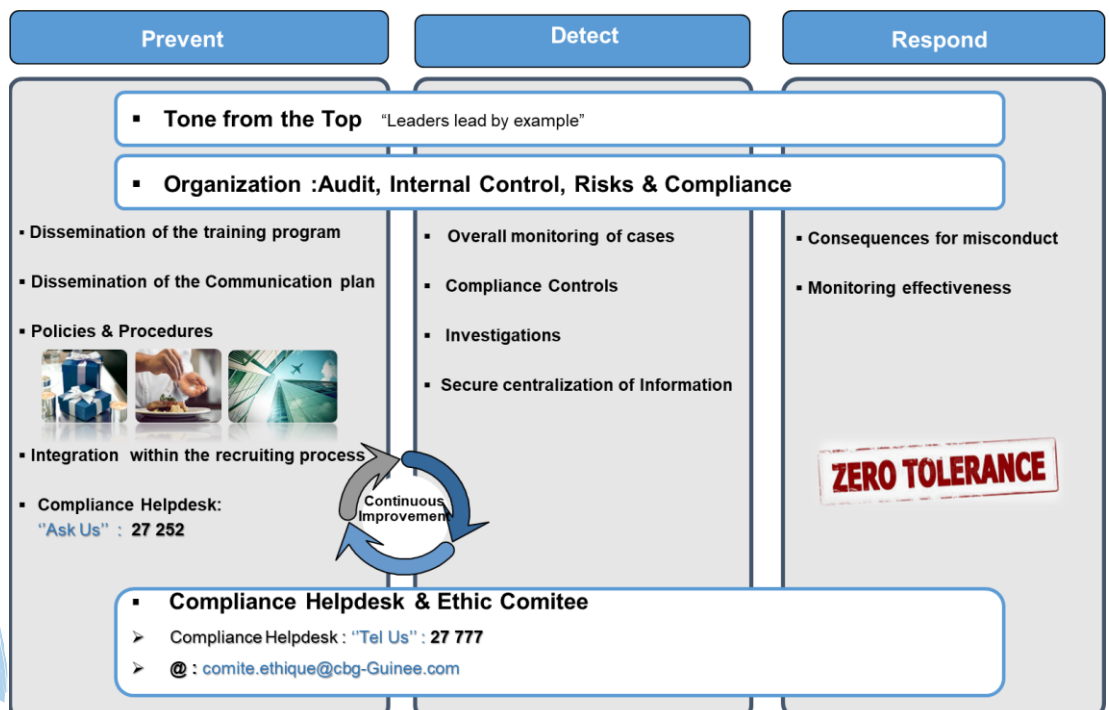 Prevent
Detect
Respond
▪ Tone from the Top “Leaders lead by example”
▪ Organization :Audit, Internal Control, Risks & Compliance
▪ Dissemination of the training program
▪ Dissemination of the Communication plan
▪ Policies & Procedures
▪ Integration within the recruiting process
▪ Compliance Helpdesk:
‘’Ask Us’’ : 27 252
▪ Overall monitoring of cases
▪ Compliance Controls
▪ Investigations
▪ Secure centralization of Information
▪ Consequences for misconduct
▪ Monitoring effectiveness
ZERO TOLERANCE
Continuous
Improvement
▪ Compliance Helpdesk & Ethic Comitee
➢ Compliance Helpdesk : ‘’Tel Us’’ : 27 777
➢ @ : comite.ethique@cbg-Guinee.com